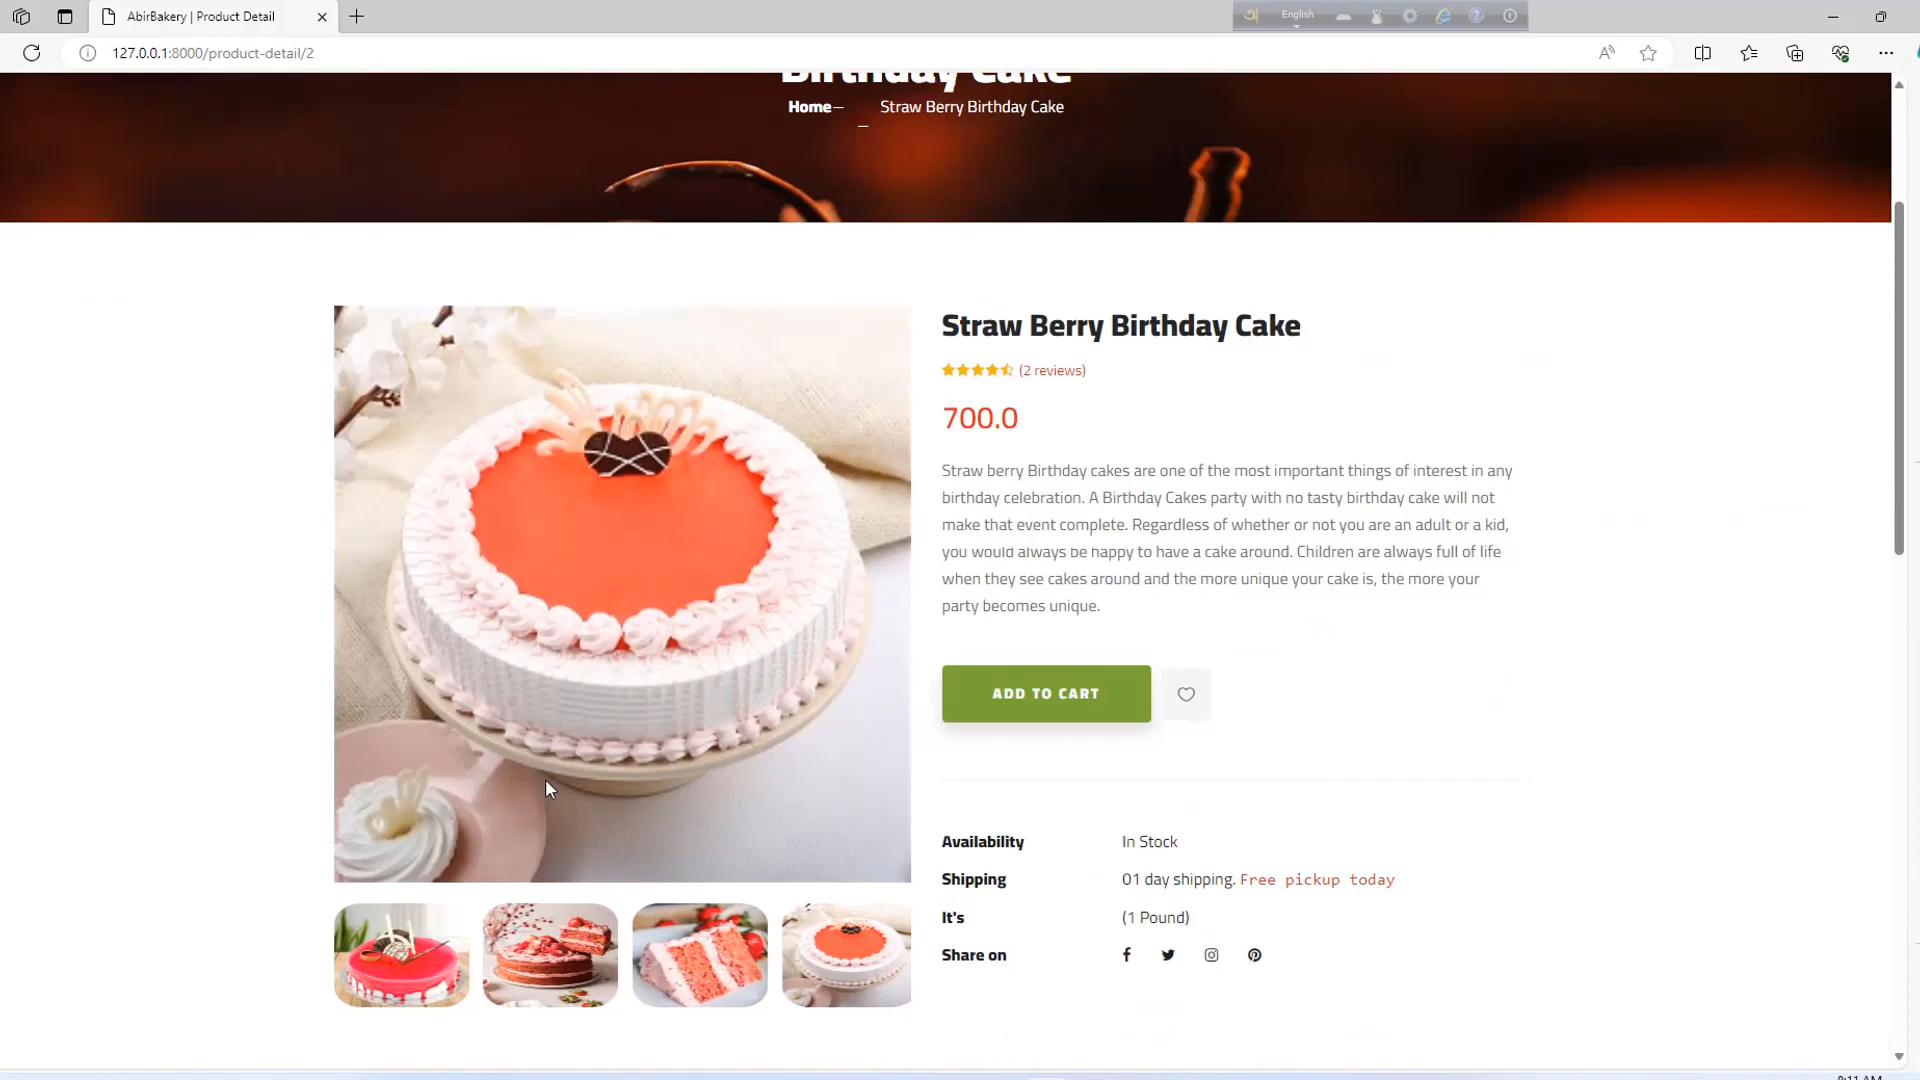 AbirBakery | Product Detail
English
127.0.0.1:8000/product-detail/2
Birthday Cake
Home– Straw Berry Birthday Cake
Straw Berry Birthday Cake
(2 reviews)
700.0
Straw berry Birthday cakes are one of the most important things of interest in any
birthday celebration. A Birthday Cakes party with no tasty birthday cake will not
make that event complete. Regardless of whether or not you are an adult or a kid,
you would always be happy to have a cake around. Children are always full of life
when they see cakes around and the more unique your cake is, the more your
party becomes unique.
ADD TO CART
Availability In Stock
Shipping 01 day shipping. Free pickup today
It's (1 Pound)
Share on
8:11 AM